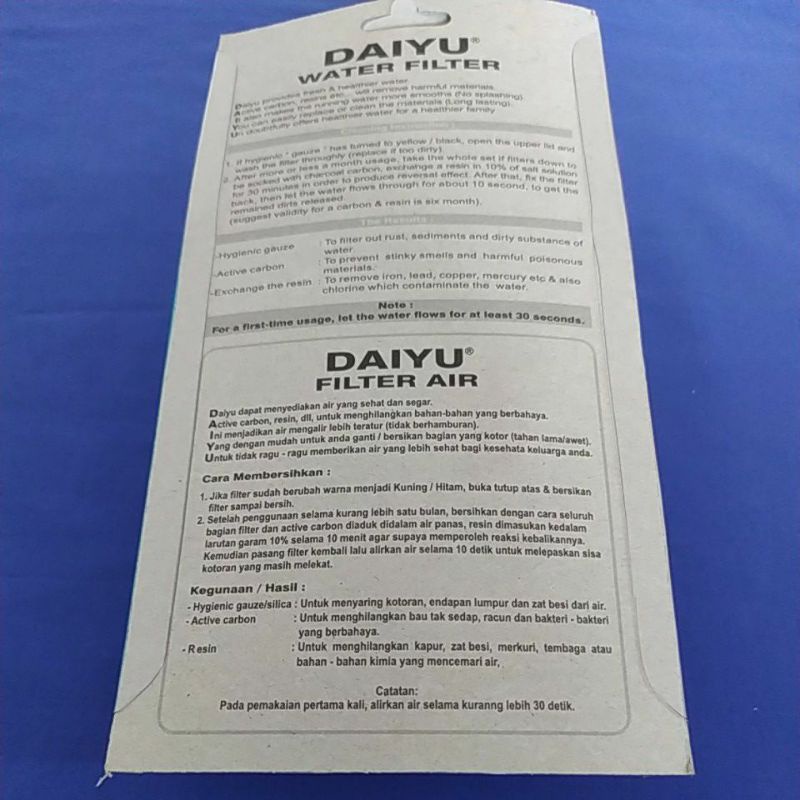 DAIYU®
WATER FILTER
Daiyu provides fresh & healthier water.
Active carbon, resins etc... will remove harmful materials.
It also makes the running water more smooths (No splashing).
You can easily replace or clean the materials (Long lasting).
Un doubtfully offers healthier water for a healthier family
1. If hygienic " gauze " has turned to yellow / black, open the upper lid and
wash the filter throughly (replace if too dirty).
2. After more or less a month usage, take the whole set if filters down to
be socked with charcoal carbon, exchange a resin in 10% of salt solution
for 30 minutes in order to produce reversal effect. After that, fix the filter
back, then let the water flows through for about 10 second, to get the
remained dirts released.
(suggest validity for a carbon & resin is six month).
The Results :
-Hygienic gauze : To filter out rust, sediments and dirty substance of
water.
-Active carbon : To prevent stinky smells and harmful poisonous
materials.
-Exchange the resin : To remove iron, lead, copper, mercury etc & also
chlorine which contaminate the water.
Note :
For a first-time usage, let the water flows for at least 30 seconds.
DAIYU®
FILTER AIR
Daiyu dapat menyediakan air yang sehat dan segar.
Active carbon, resin, dll, untuk menghilangkan bahan-bahan yang berbahaya.
Ini menjadikan air mengalir lebih teratur (tidak berhamburan).
Yang dengan mudah untuk anda ganti / bersikan bagian yang kotor (tahan lama/awet).
Untuk tidak ragu - ragu memberikan air yang lebih sehat bagi kesehata keluarga anda.
Cara Membersihkan :
1. Jika filter sudah berubah warna menjadi Kuning / Hitam, buka tutup atas & bersikan
filter sampai bersih.
2. Setelah penggunaan selama kurang lebih satu bulan, bersihkan dengan cara seluruh
bagian filter dan active carbon diaduk didalam air panas, resin dimasukan kedalam
larutan garam 10% selama 10 menit agar supaya memperoleh reaksi kebalikannya.
Kemudian pasang filter kembali lalu alirkan air selama 10 detik untuk melepaskan sisa
kotoran yang masih melekat.
Kegunaan / Hasil :
- Hygienic gauze/silica : Untuk menyaring kotoran, endapan lumpur dan zat besi dari air.
- Active carbon : Untuk menghilangkan bau tak sedap, racun dan bakteri - bakteri
yang berbahaya.
- Resin : Untuk menghilangkan kapur, zat besi, merkuri, tembaga atau
bahan - bahan kimia yang mencemari air,
Catatan:
Pada pemakaian pertama kali, alirkan air selama kuranng lebih 30 detik.